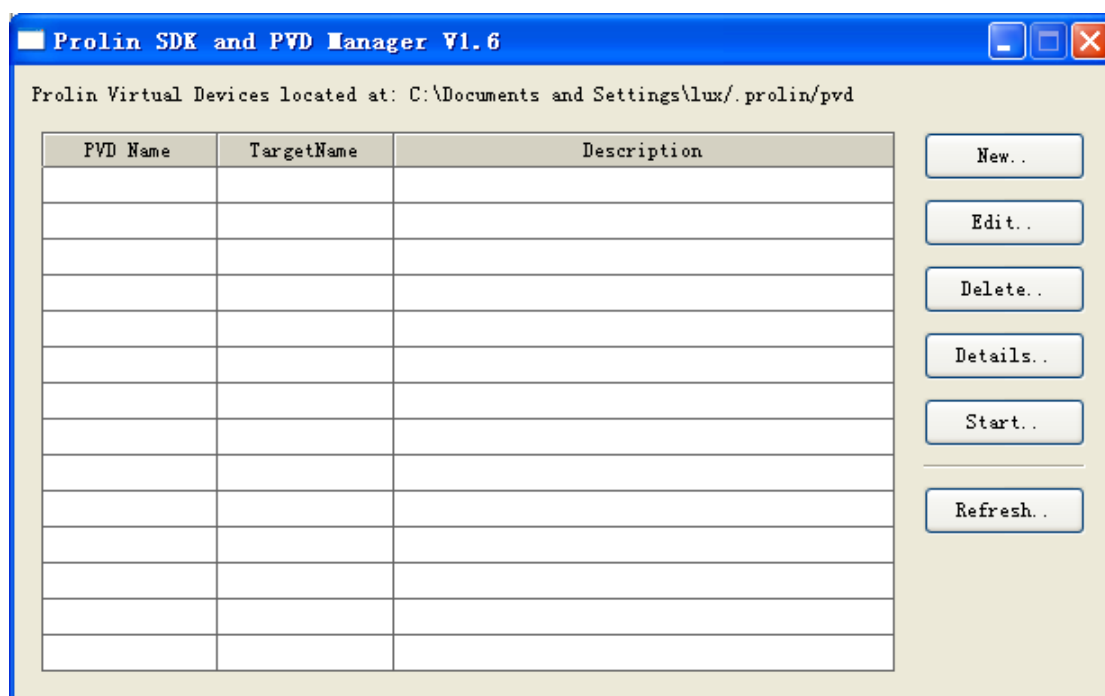 Prolin SDK and PVD Manager V1.6
Prolin Virtual Devices located at: C:\Documents and Settings\lux/.prolin/pvd
PVD Name TargetName Description
New..
Edit..
Delete..
Details..
Start..
Refresh..